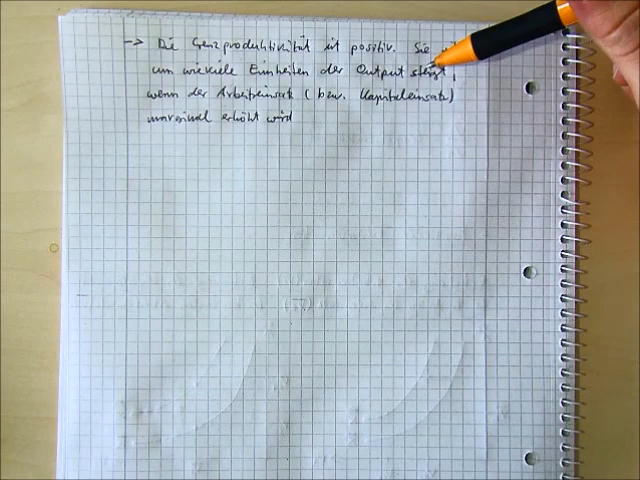 -> Die Grenzproduktivität ist positiv. Sie
um wieviele Einheiten der Output steigt,
wenn der Arbeitseinsatz (bzw. Kapitaleinsatz)
marginal erhöht wird